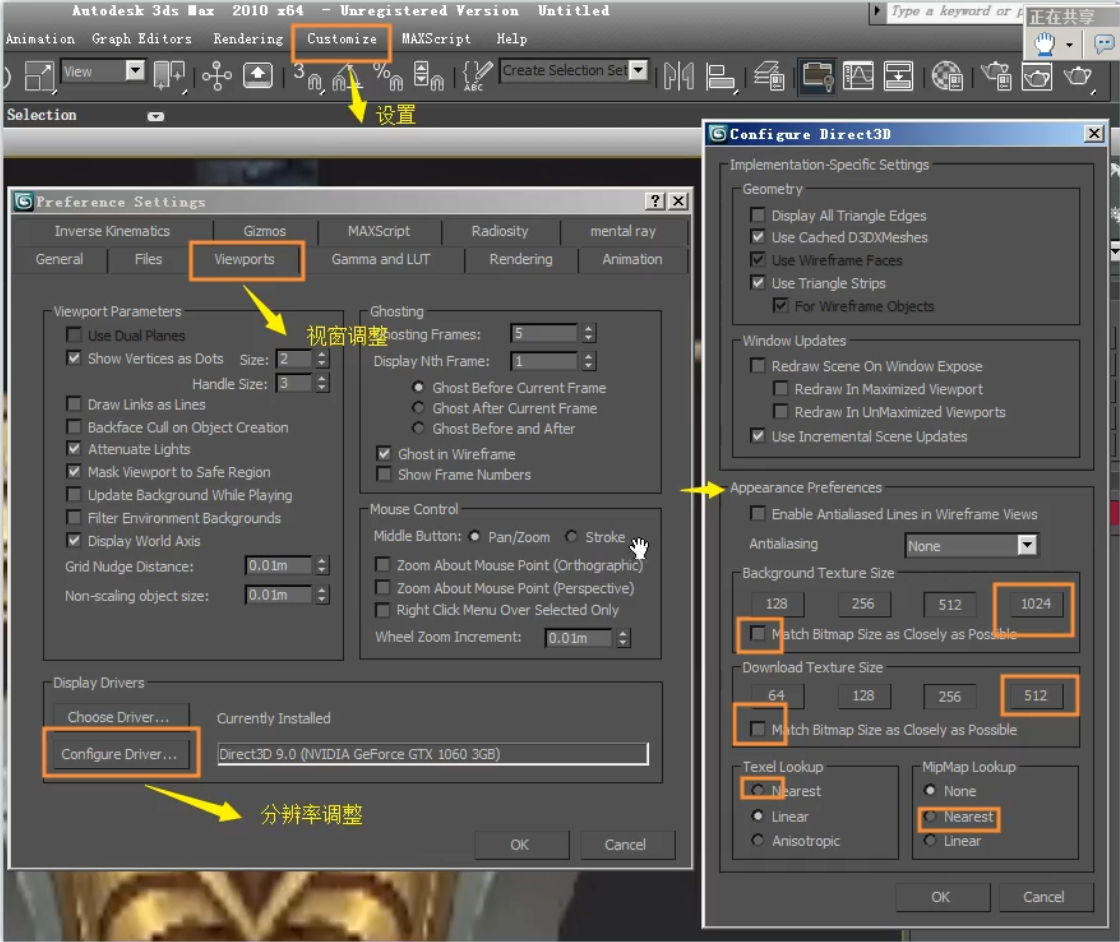 Autodesk 3ds Max 2010 x64 - Unregistered Version Untitled
Type a keyword or p
正在共享
Animation Graph Editors Rendering Customize MAXScript Help
View
3
%
ABC
Create Selection Set
设置
Selection
Preference Settings
Inverse Kinematics Gizmos MAXScript Radiosity mental ray
General Files Viewports Gamma and LUT Rendering Animation
视窗调整
Viewport Parameters
Use Dual Planes
Show Vertices as Dots Size: 2
Handle Size: 3
Draw Links as Lines
Backface Cull on Object Creation
Attenuate Lights
Mask Viewport to Safe Region
Update Background While Playing
Filter Environment Backgrounds
Display World Axis
Grid Nudge Distance: 0.01m
Non-scaling object size: 0.01m
Ghosting
Ghosting Frames: 5
Display Nth Frame: 1
Ghost Before Current Frame
Ghost After Current Frame
Ghost Before and After
Ghost in Wireframe
Show Frame Numbers
Mouse Control
Middle Button: Pan/Zoom Stroke
Zoom About Mouse Point (Orthographic)
Zoom About Mouse Point (Perspective)
Right Click Menu Over Selected Only
Wheel Zoom Increment: 0.01m
Display Drivers
Choose Driver... Currently Installed
Configure Driver... Direct3D 9.0 (NVIDIA GeForce GTX 1060 3GB)
分辨率调整
OK Cancel
Configure Direct3D
Implementation-Specific Settings
Geometry
Display All Triangle Edges
Use Cached D3DXMeshes
Use Wireframe Faces
Use Triangle Strips
For Wireframe Objects
Window Updates
Redraw Scene On Window Expose
Redraw In Maximized Viewport
Redraw In UnMaximized Viewports
Use Incremental Scene Updates
Appearance Preferences
Enable Antialiased Lines in Wireframe Views
Antialiasing None
Background Texture Size
128 256 512 1024
Match Bitmap Size as Closely as Possible
Download Texture Size
64 128 256 512
Match Bitmap Size as Closely as Possible
Texel Lookup
Nearest
Linear
Anisotropic
MipMap Lookup
None
Nearest
Linear
OK Cancel